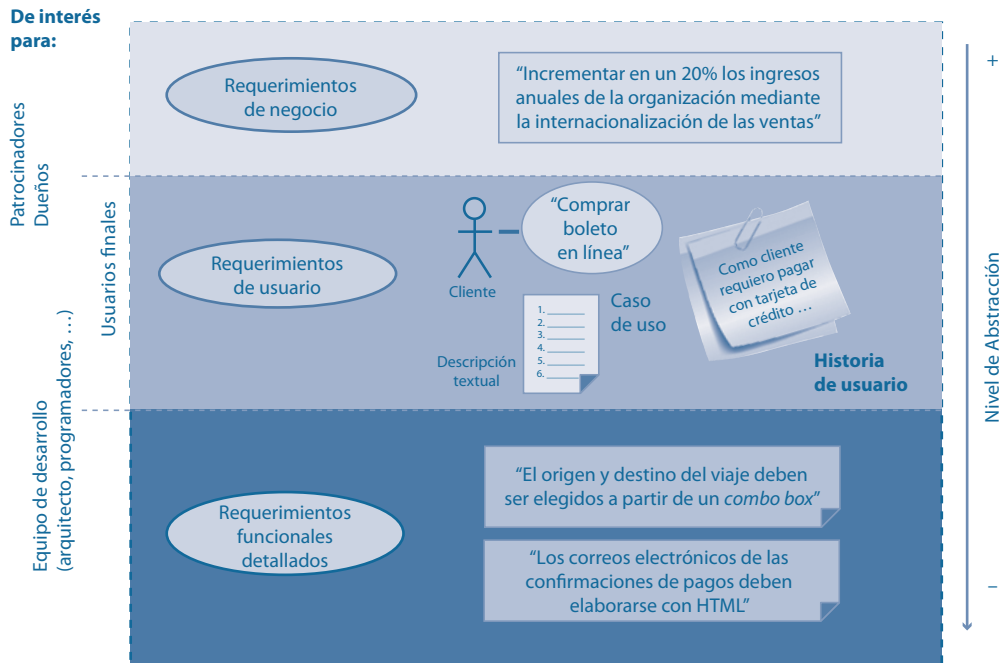 De interés
para:
Patrocinadores
Dueños
Requerimientos
de negocio
“Incrementar en un 20% los ingresos
anuales de la organización mediante
la internacionalización de las ventas”
+
Usuarios finales
Requerimientos
de usuario
Cliente
“Comprar
boleto
en línea”
Descripción
textual
1.
2.
3.
4.
5.
6.
Caso
de uso
Como cliente
requiero pagar
con tarjeta de
crédito ...
Historia
de usuario
Nivel de Abstracción
Equipo de desarrollo
(arquitecto, programadores, ...)
Requerimientos
funcionales
detallados
“El origen y destino del viaje deben
ser elegidos a partir de un combo box”
“Los correos electrónicos de las
confirmaciones de pagos deben
elaborarse con HTML”
–